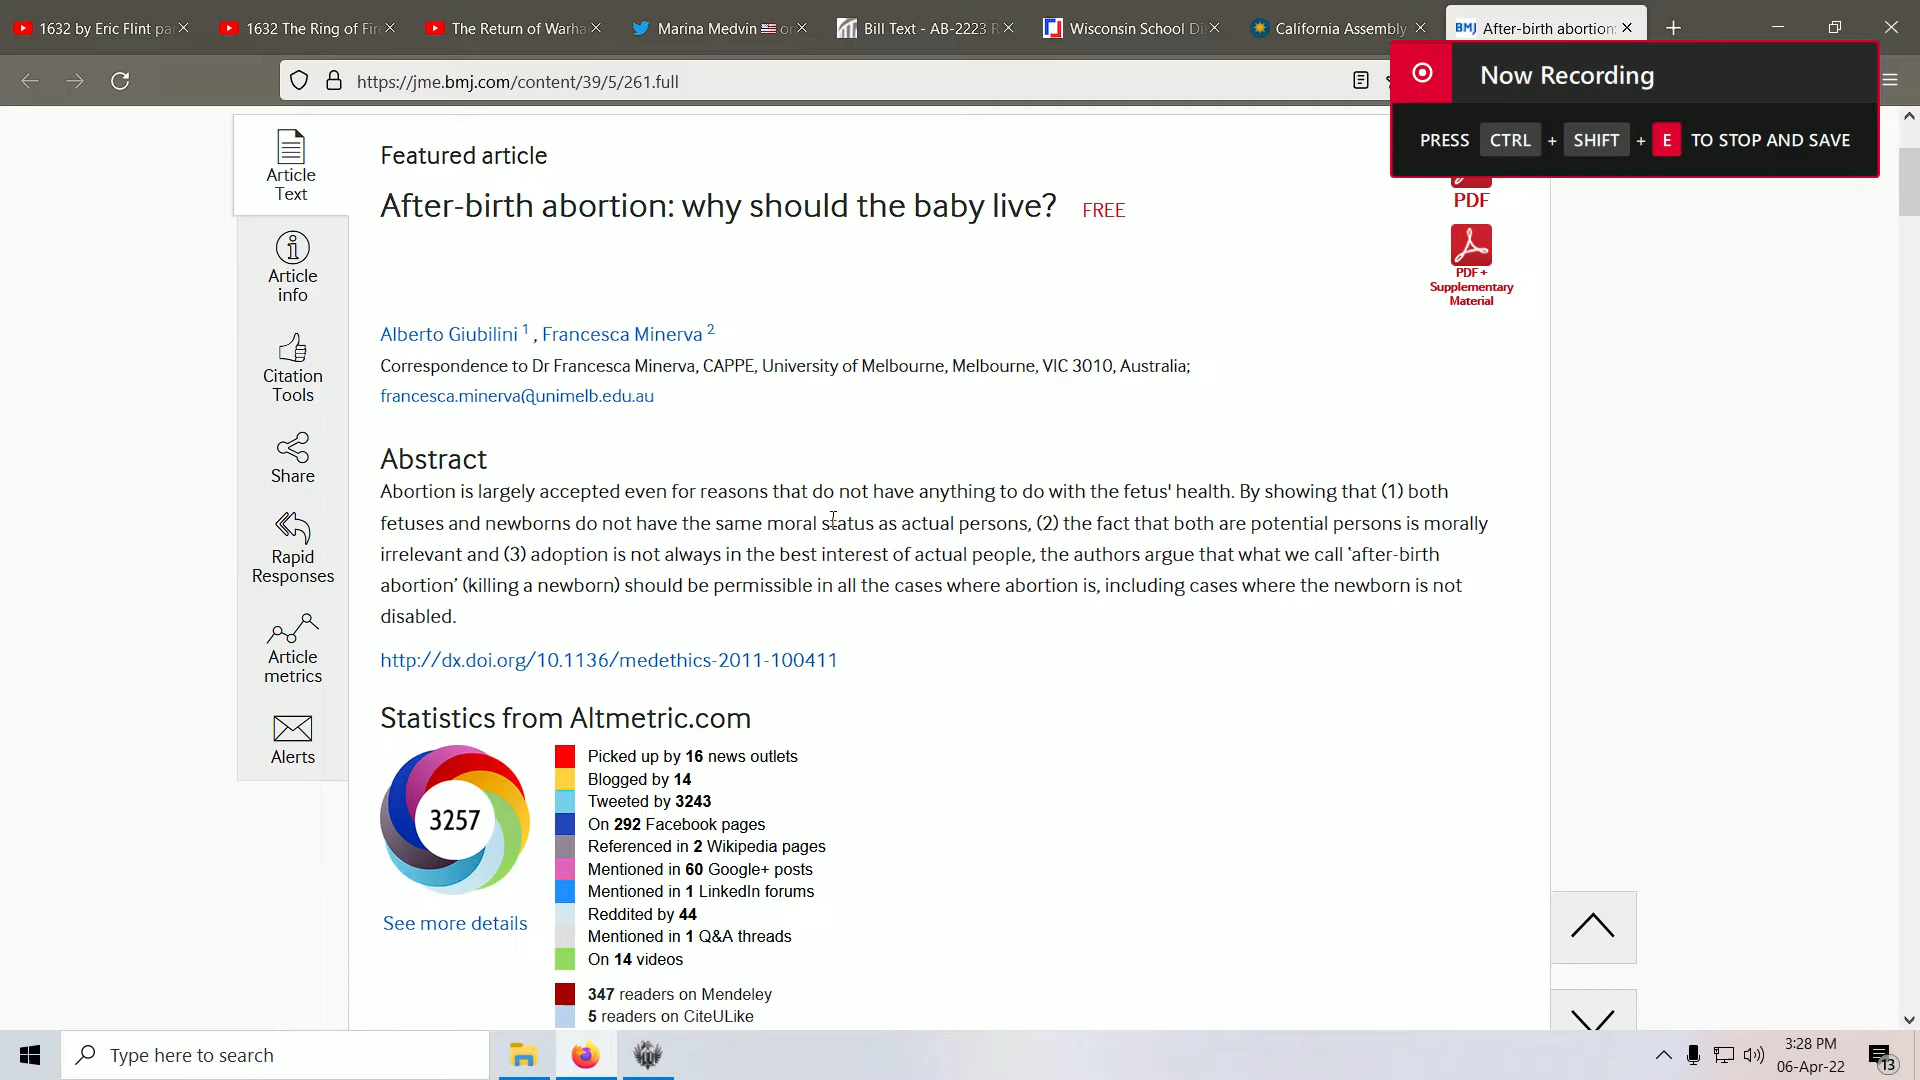 1632 by Eric Flint pa
1632 The Ring of Fire
The Return of Warha
Marina Medvin on
Bill Text - AB-2223 R
Wisconsin School Di
California Assembly
BMJ After-birth abortion:
https://jme.bmj.com/content/39/5/261.full
Now Recording
PRESS CTRL + SHIFT + E TO STOP AND SAVE
Article
Text
Article
info
Citation
Tools
Share
Rapid
Responses
Article
metrics
Alerts
Featured article
After-birth abortion: why should the baby live? FREE
PDF
PDF+
Supplementary
Material
Alberto Giubilini 1 , Francesca Minerva 2
Correspondence to Dr Francesca Minerva, CAPPE, University of Melbourne, Melbourne, VIC 3010, Australia;
francesca.minerva@unimelb.edu.au
Abstract
Abortion is largely accepted even for reasons that do not have anything to do with the fetus' health. By showing that (1) both
fetuses and newborns do not have the same moral status as actual persons, (2) the fact that both are potential persons is morally
irrelevant and (3) adoption is not always in the best interest of actual people, the authors argue that what we call ‘after-birth
abortion’ (killing a newborn) should be permissible in all the cases where abortion is, including cases where the newborn is not
disabled.
http://dx.doi.org/10.1136/medethics-2011-100411
Statistics from Altmetric.com
3257
See more details
Picked up by 16 news outlets
Blogged by 14
Tweeted by 3243
On 292 Facebook pages
Referenced in 2 Wikipedia pages
Mentioned in 60 Google+ posts
Mentioned in 1 LinkedIn forums
Reddited by 44
Mentioned in 1 Q&A threads
On 14 videos
347 readers on Mendeley
5 readers on CiteULike
Type here to search
3:28 PM
06-Apr-22
13